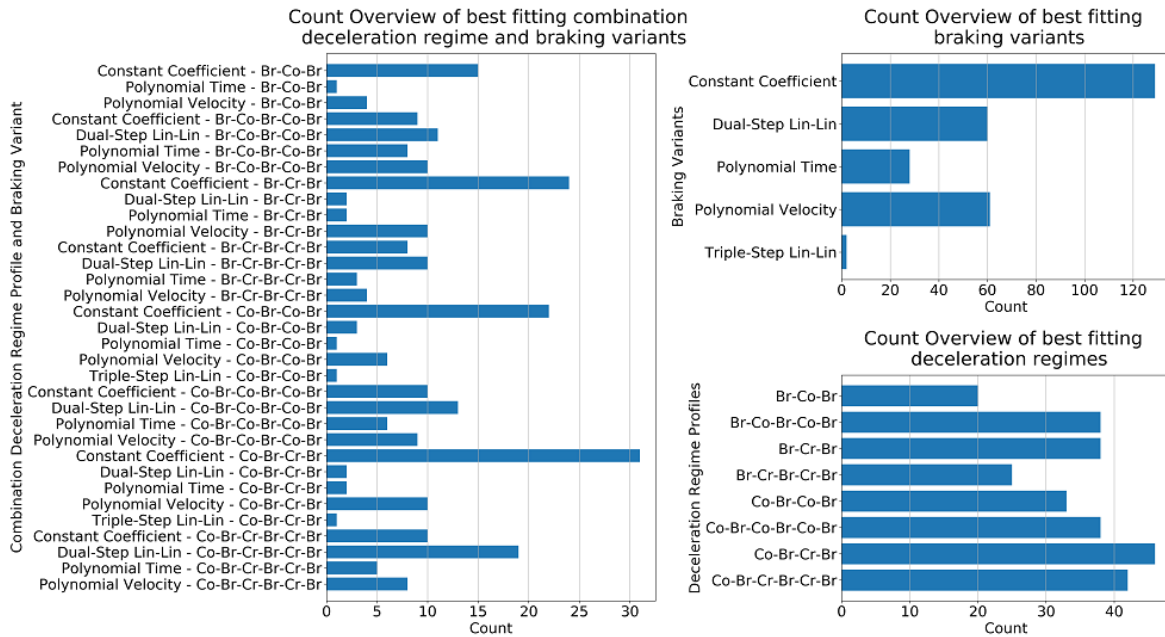 Count Overview of best fitting combination
deceleration regime and braking variants
Combination Deceleration Regime Profile and Braking Variant
Constant Coefficient - Br-Co-Br
Polynomial Time - Br-Co-Br
Polynomial Velocity - Br-Co-Br
Constant Coefficient - Br-Co-Br-Co-Br
Dual-Step Lin-Lin - Br-Co-Br-Co-Br
Polynomial Time - Br-Co-Br-Co-Br
Polynomial Velocity - Br-Co-Br-Co-Br
Constant Coefficient - Br-Cr-Br
Dual-Step Lin-Lin - Br-Cr-Br
Polynomial Time - Br-Cr-Br
Polynomial Velocity - Br-Cr-Br
Constant Coefficient - Br-Cr-Br-Cr-Br
Dual-Step Lin-Lin - Br-Cr-Br-Cr-Br
Polynomial Time - Br-Cr-Br-Cr-Br
Polynomial Velocity - Br-Cr-Br-Cr-Br
Constant Coefficient - Co-Br-Co-Br
Dual-Step Lin-Lin - Co-Br-Co-Br
Polynomial Time - Co-Br-Co-Br
Polynomial Velocity - Co-Br-Co-Br
Triple-Step Lin-Lin - Co-Br-Co-Br
Constant Coefficient - Co-Br-Co-Br-Co-Br
Dual-Step Lin-Lin - Co-Br-Co-Br-Co-Br
Polynomial Time - Co-Br-Co-Br-Co-Br
Polynomial Velocity - Co-Br-Co-Br-Co-Br
Constant Coefficient - Co-Br-Cr-Br
Dual-Step Lin-Lin - Co-Br-Cr-Br
Polynomial Time - Co-Br-Cr-Br
Polynomial Velocity - Co-Br-Cr-Br
Triple-Step Lin-Lin - Co-Br-Cr-Br
Constant Coefficient - Co-Br-Cr-Br-Cr-Br
Dual-Step Lin-Lin - Co-Br-Cr-Br-Cr-Br
Polynomial Time - Co-Br-Cr-Br-Cr-Br
Polynomial Velocity - Co-Br-Cr-Br-Cr-Br
0 5 10 15 20 25 30
Count
Count Overview of best fitting
braking variants
Braking Variants
Constant Coefficient
Dual-Step Lin-Lin
Polynomial Time
Polynomial Velocity
Triple-Step Lin-Lin
0 20 40 60 80 100 120
Count
Count Overview of best fitting
deceleration regimes
Deceleration Regime Profiles
Br-Co-Br
Br-Co-Br-Co-Br
Br-Cr-Br
Br-Cr-Br-Cr-Br
Co-Br-Co-Br
Co-Br-Co-Br-Co-Br
Co-Br-Cr-Br
Co-Br-Cr-Br-Cr-Br
0 10 20 30 40
Count